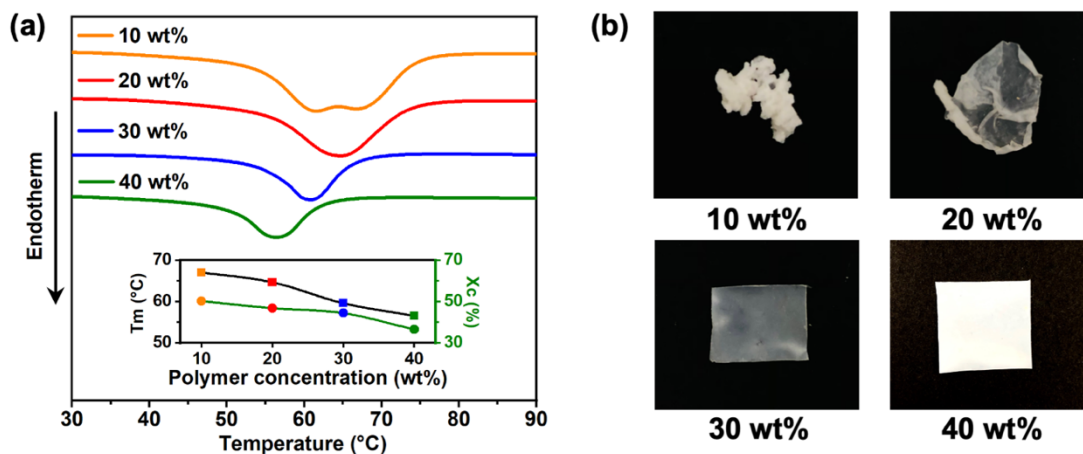 (a)
10 wt%
20 wt%
30 wt%
40 wt%
Endotherm
70
60
50
Tm (°C)
70
50
30
Xc (%)
10 20 30 40
Polymer concentration (wt%)
30 40 50 60 70 80 90
Temperature (°C)
(b)
10 wt%
20 wt%
30 wt%
40 wt%